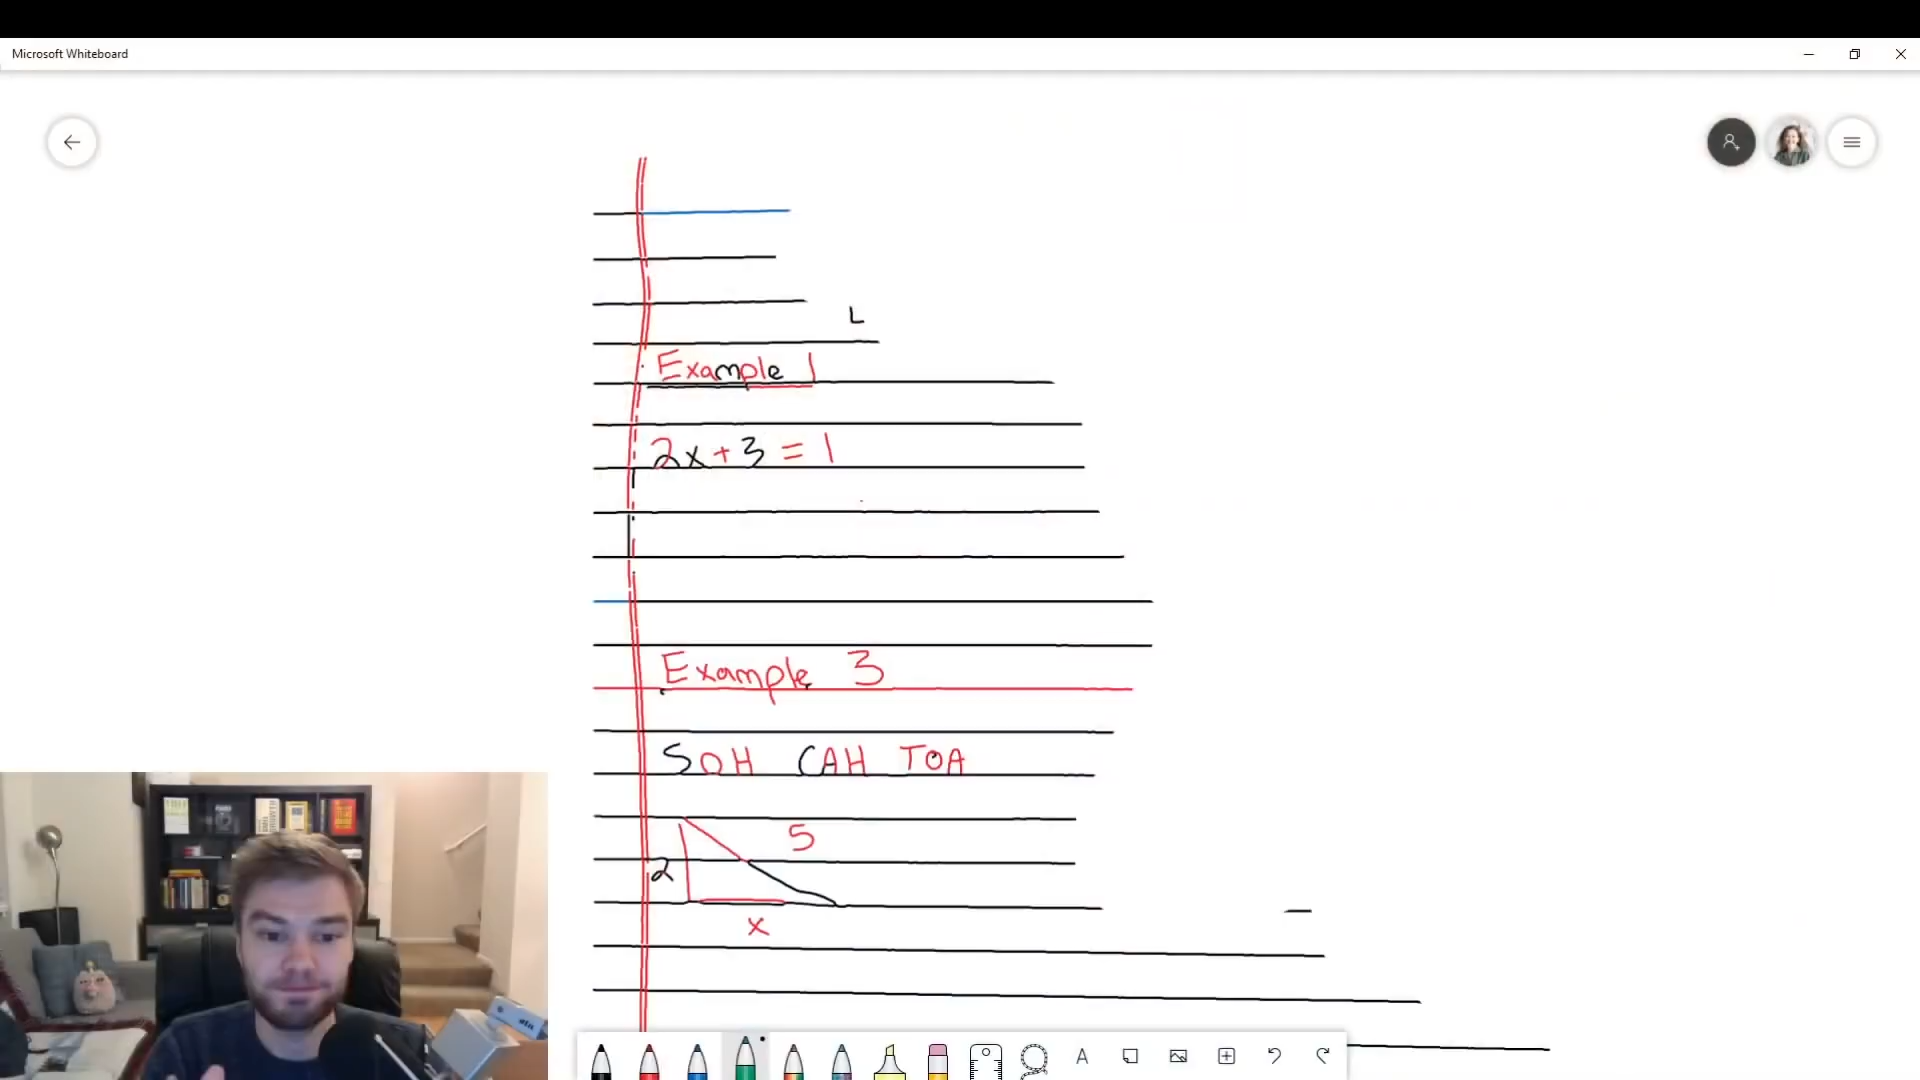 Microsoft Whiteboard
L
Example 1
2x+3 = 1
Example 3
SOH CAH TOA
5
2
x
A